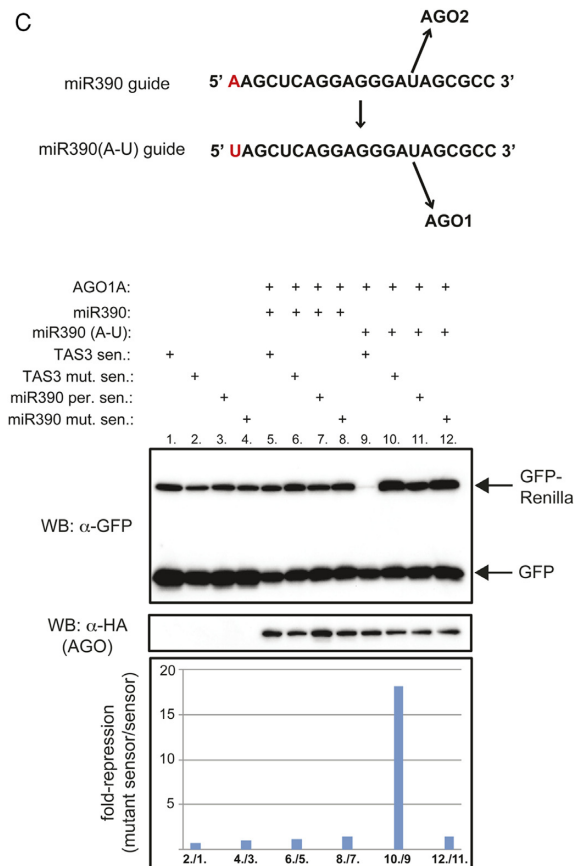 C
AGO2
miR390 guide 5' AAGCUCAGGAGGGAUAGCGCC 3'
miR390(A-U) guide 5' UAGCUCAGGAGGGAUAGCGCC 3'
AGO1
AGO1A: + + + + + + + +
miR390: + + + +
miR390 (A-U): + + + +
TAS3 sen.: + + +
TAS3 mut. sen.: + + +
miR390 per. sen.: + + +
miR390 mut. sen.: + + +
1. 2. 3. 4. 5. 6. 7. 8. 9. 10. 11. 12.
GFP-
Renilla
WB: α-GFP
GFP
WB: α-HA
(AGO)
fold-repression
(mutant sensor/sensor)
20
15
10
5
2./1. 4./3. 6./5. 8./7. 10./9 12./11.